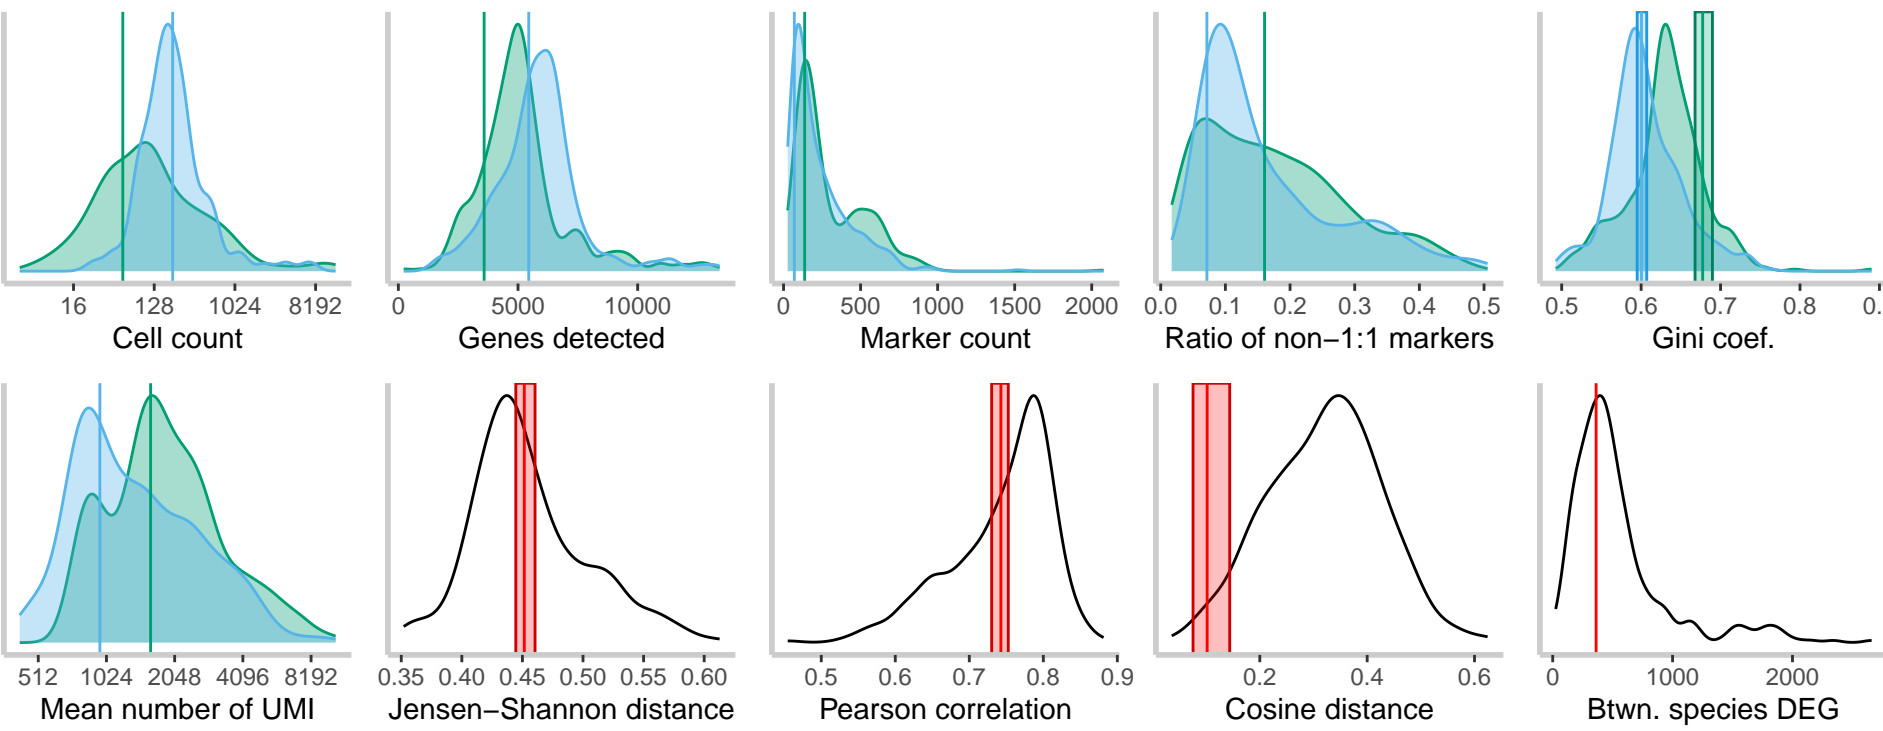 16 128 1024 8192
Cell count
0 5000 10000
Genes detected
0 500 1000 1500 2000
Marker count
0.0 0.1 0.2 0.3 0.4 0.5
Ratio of non−1:1 markers
0.5 0.6 0.7 0.8 0.
Gini coef.
512 1024 2048 4096 8192
Mean number of UMI
0.35 0.40 0.45 0.50 0.55 0.60
Jensen−Shannon distance
0.5 0.6 0.7 0.8 0.9
Pearson correlation
0.2 0.4 0.6
Cosine distance
0 1000 2000
Btwn. species DEG